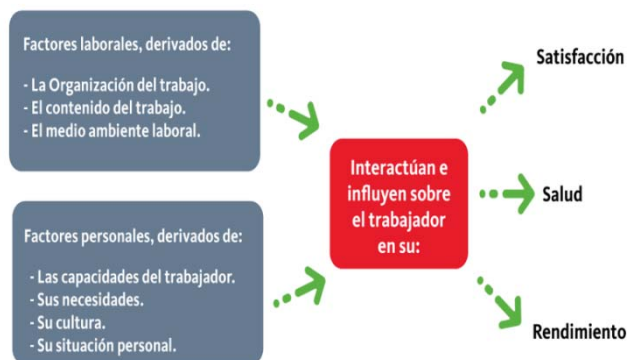 Factores laborales, derivados de:
- La Organización del trabajo.
- El contenido del trabajo.
- El medio ambiente laboral.
Factores personales, derivados de:
- Las capacidades del trabajador.
- Sus necesidades.
- Su cultura.
- Su situación personal.
Interactúan e
influyen sobre
el trabajador
en su:
Satisfacción
Salud
Rendimiento